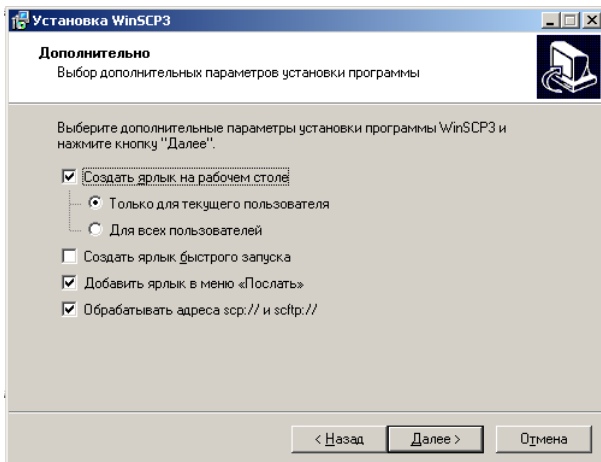 Установка WinSCP3
Дополнительно
Выбор дополнительных параметров установки программы
Выберите дополнительные параметры установки программы WinSCP3 и
нажмите кнопку "Далее".
Создать ярлык на рабочем столе
Только для текущего пользователя
Для всех пользователей
Создать ярлык быстрого запуска
Добавить ярлык в меню «Послать»
Обрабатывать адреса scp:// и scftp://
< Назад
Далее >
Отмена